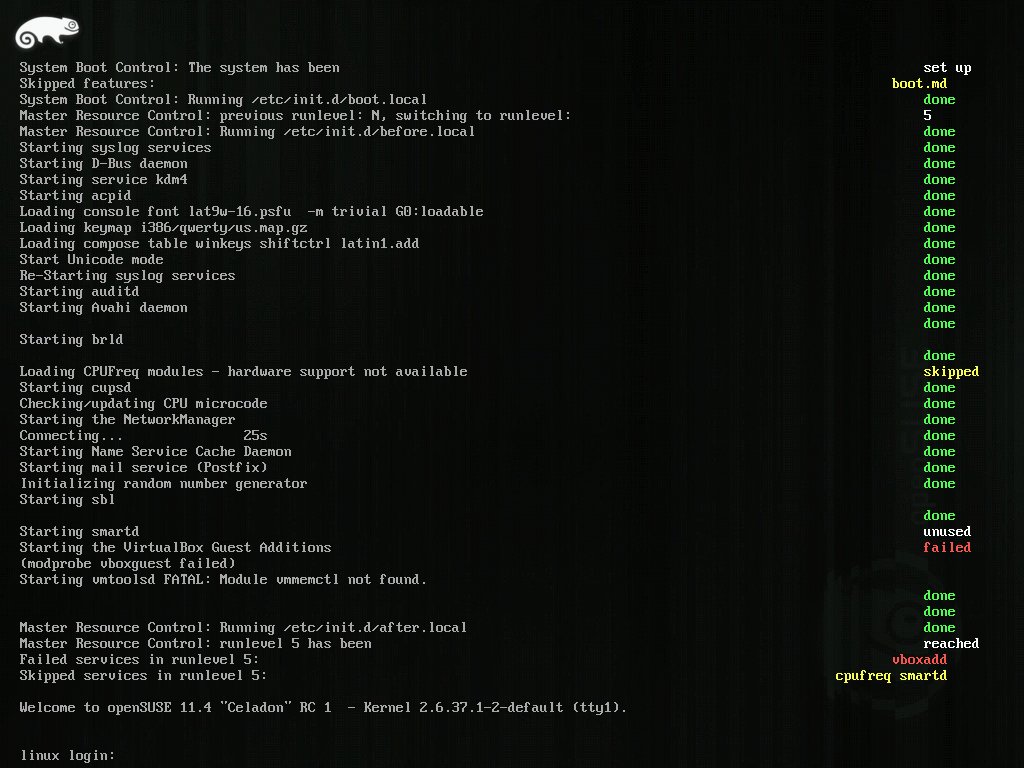 System Boot Control: The system has been set up
Skipped features: boot.md
System Boot Control: Running /etc/init.d/boot.local done
Master Resource Control: previous runlevel: N, switching to runlevel: 5
Master Resource Control: Running /etc/init.d/before.local done
Starting syslog services done
Starting D-Bus daemon done
Starting service kdm4 done
Starting acpid done
Loading console font lat9w-16.psfu  -m trivial G0:loadable done
Loading keymap i386/qwerty/us.map.gz done
Loading compose table winkeys shiftctrl latin1.add done
Start Unicode mode done
Re-Starting syslog services done
Starting auditd done
Starting Avahi daemon done
done
Starting brld
done
Loading CPUFreq modules - hardware support not available skipped
Starting cupsd done
Checking/updating CPU microcode done
Starting the NetworkManager done
Connecting... 25s done
Starting Name Service Cache Daemon done
Starting mail service (Postfix) done
Initializing random number generator done
Starting sbl
done
Starting smartd unused
Starting the VirtualBox Guest Additions failed
(modprobe vboxguest failed)
Starting vmtoolsd FATAL: Module vmmemctl not found.
done
done
Master Resource Control: Running /etc/init.d/after.local done
Master Resource Control: runlevel 5 has been reached
Failed services in runlevel 5: vboxadd
Skipped services in runlevel 5: cpufreq smartd
Welcome to openSUSE 11.4 "Celadon" RC 1  - Kernel 2.6.37.1-2-default (tty1).
linux login: